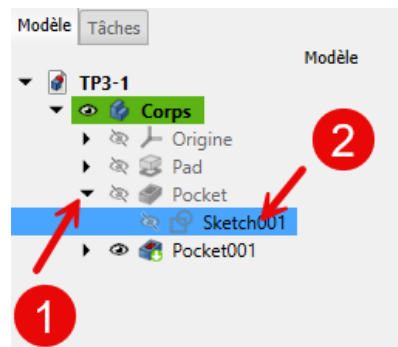 Modèle Tâches
Modèle
TP3-1
Corps
Origine
2
Pad
Pocket
Sketch001
Pocket001
1